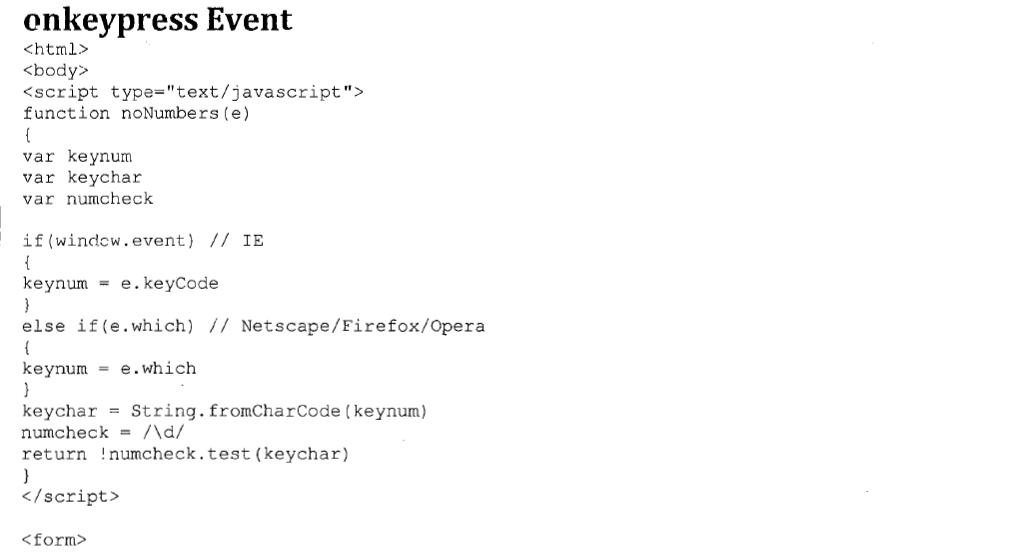 onkeypress Event
<html>
<body>
<script type="text/javascript">
function noNumbers(e)
{
var keynum
var keychar
var numcheck
if(window.event) // IE
{
keynum = e.keyCode
}
else if(e.which) // Netscape/Firefox/Opera
{
keynum = e.which
}
keychar = String.fromCharCode(keynum)
numcheck = /\d/
return !numcheck.test(keychar)
}
</script>
<form>